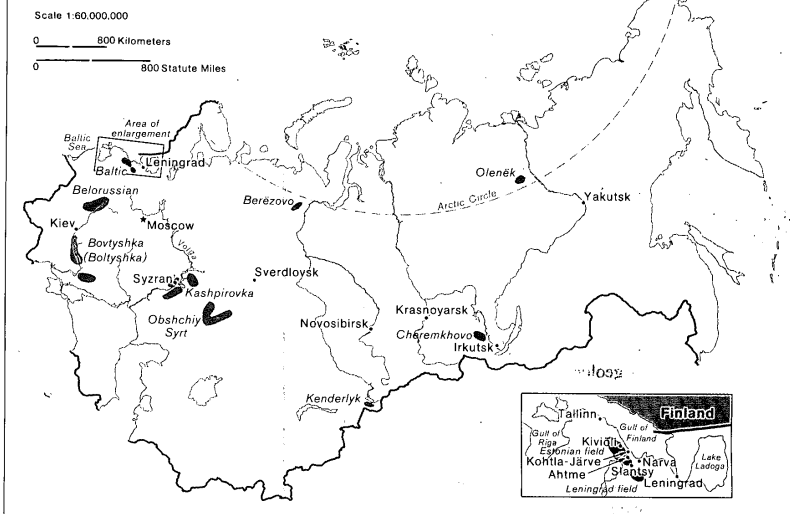 Scale 1:60,000,000
0 800 Kilometers
0 800 Statute Miles
Area of
enlargement
Baltic
Sea
Leningrad
Baltic
Belorussian
Kiev
Moscow
Bovtyshka
(Boltyshka)
Volga
Syzran'
Kashpirovka
Obshchiy
Syrt
Sverdlovsk
Berëzovo
Olenëk
Arctic Circle
Yakutsk
Krasnoyarsk
Novosibirsk
Cheremkhovo
Irkutsk
Kenderlyk
Tallinn
Finland
Gulf of
Riga
Gulf of
Finland
Kivioli
Estonian field
Kohtla-Järve
Narva
Ahtme
Slantsy
Leningrad
Leningrad field
Lake
Ladoga